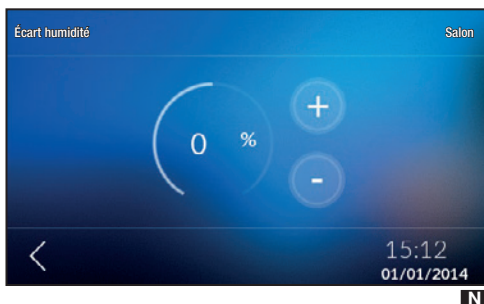 Écart humidité
Salon
0 %
+
-
15:12
01/01/2014
N